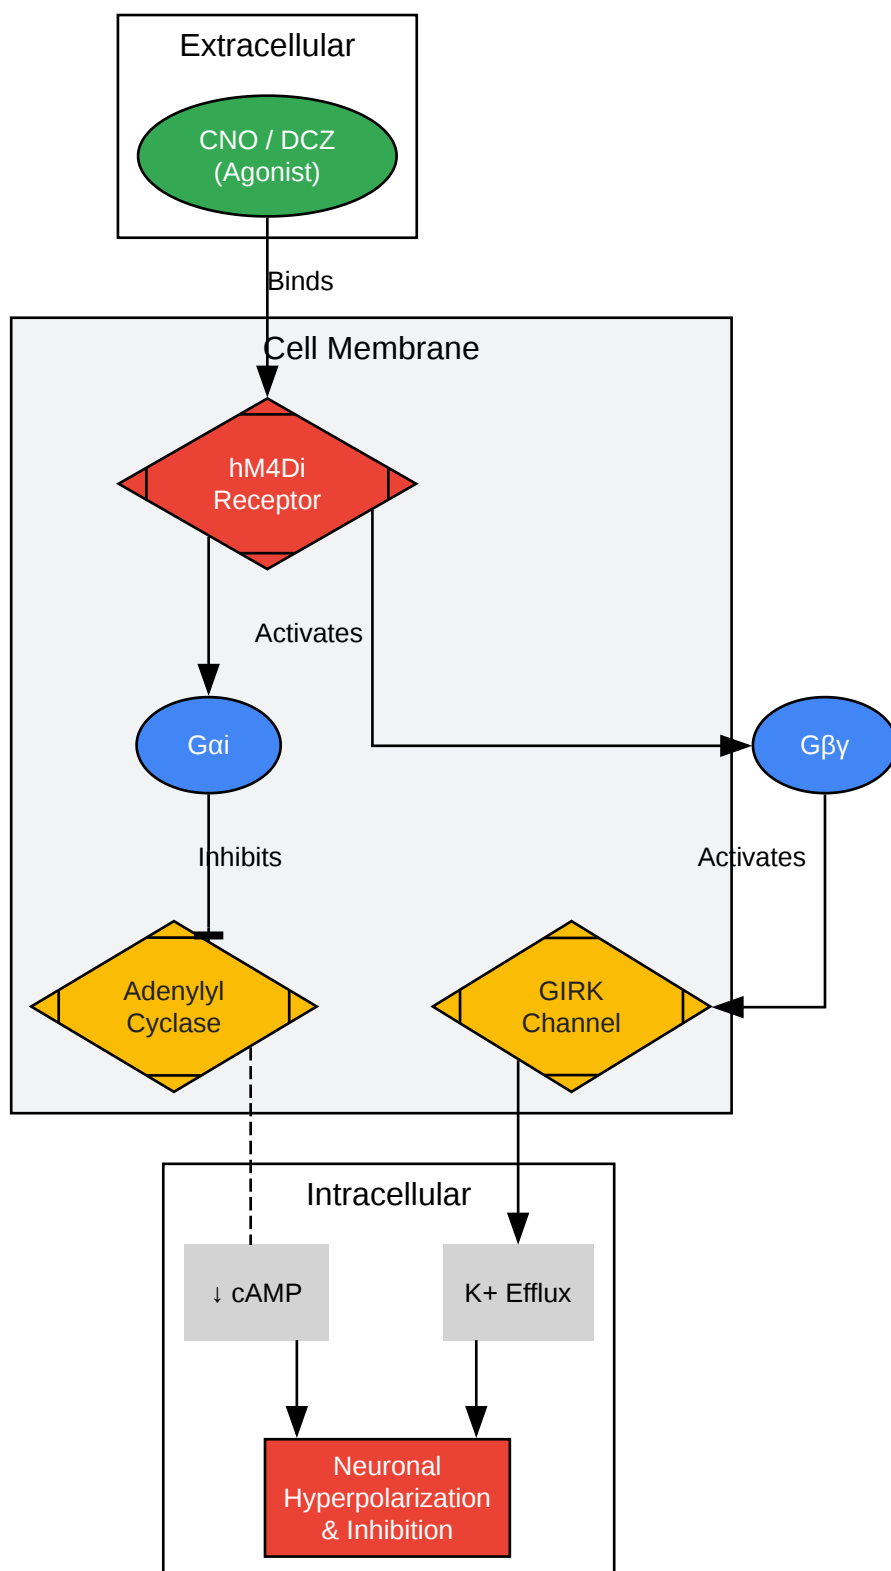 Extracellular
CNO / DCZ
(Agonist)
Binds
Cell Membrane
hM4Di
Receptor
Activates
Gαi
Gβγ
Inhibits
Activates
Adenylyl
Cyclase
GIRK
Channel
Intracellular
↓ cAMP
K+ Efflux
Neuronal
Hyperpolarization
& Inhibition